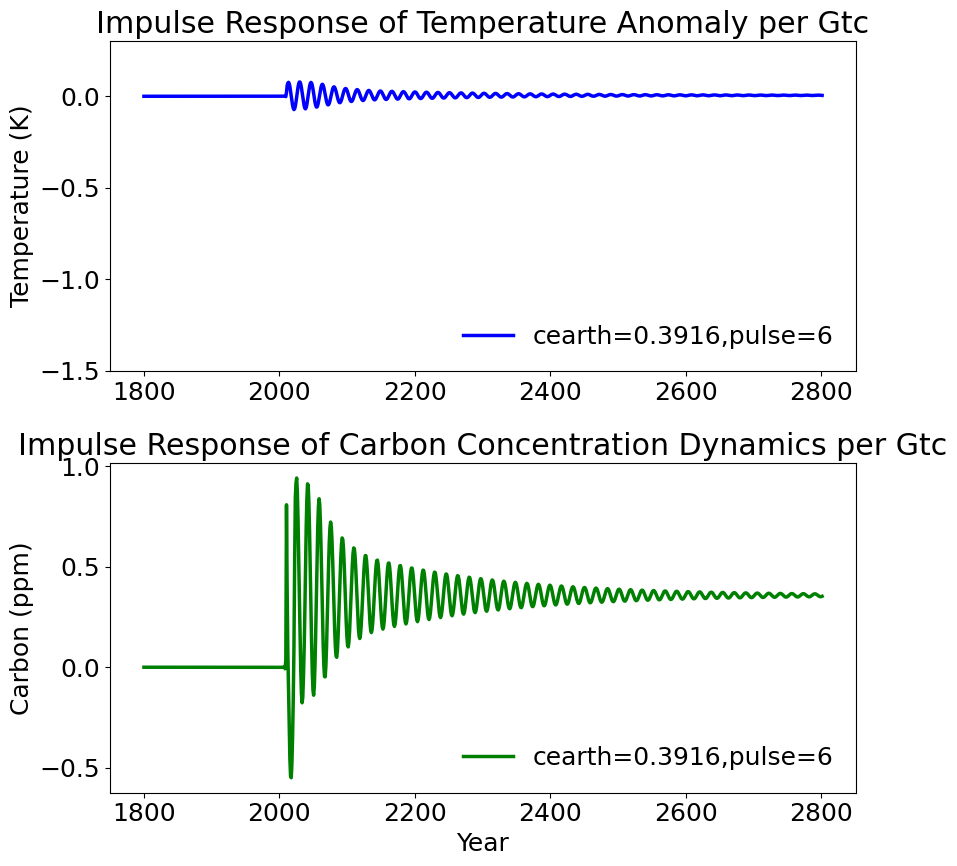 Impulse Response of Temperature Anomaly per Gtc
Temperature (K)
0.0
−0.5
−1.0
−1.5
cearth=0.3916,pulse=6
1800 2000 2200 2400 2600 2800
Impulse Response of Carbon Concentration Dynamics per Gtc
Carbon (ppm)
1.0
0.5
0.0
−0.5
cearth=0.3916,pulse=6
1800 2000 2200 2400 2600 2800
Year